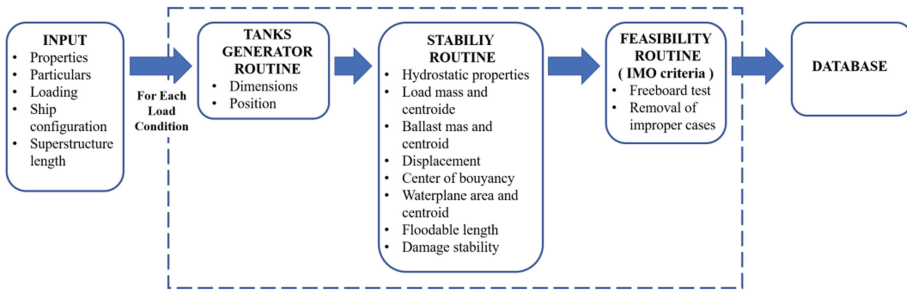 INPUT
• Properties
• Particulars
• Loading
• Ship
configuration
• Superstructure
length
For Each
Load
Condition
TANKS
GENERATOR
ROUTINE
• Dimensions
• Position
STABILIY
ROUTINE
• Hydrostatic properties
• Load mass and
centroide
• Ballast mas and
centroid
• Displacement
• Center of bouyancy
• Waterplane area and
centroid
• Floodable length
• Damage stability
FEASIBILITY
ROUTINE
( IMO criteria )
• Freeboard test
• Removal of
improper cases
DATABASE